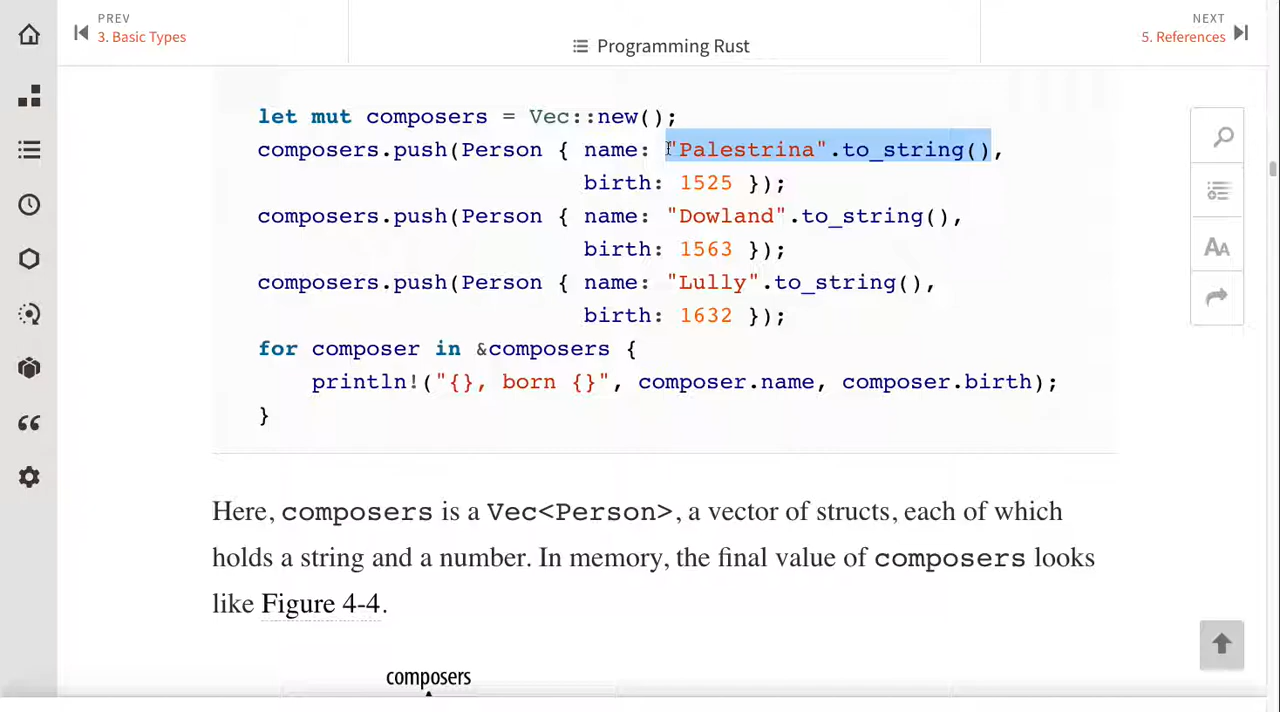 PREV
3. Basic Types
Programming Rust
NEXT
5. References
let mut composers = Vec::new();
composers.push(Person { name: "Palestrina".to_string(),
birth: 1525 });
composers.push(Person { name: "Dowland".to_string(),
birth: 1563 });
composers.push(Person { name: "Lully".to_string(),
birth: 1632 });
for composer in &composers {
println!("{}, born {}", composer.name, composer.birth);
}
Here, composers is a Vec<Person>, a vector of structs, each of which
holds a string and a number. In memory, the final value of composers looks
like Figure 4-4.
composers
AA